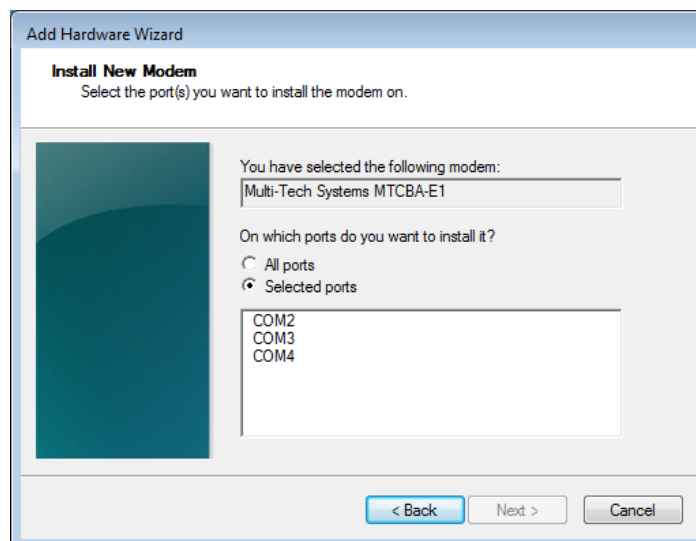 Add Hardware Wizard
Install New Modem
Select the port(s) you want to install the modem on.
You have selected the following modem:
Multi-Tech Systems MTCBA-E1
On which ports do you want to install it?
All ports
Selected ports
COM2
COM3
COM4
< Back
Next >
Cancel